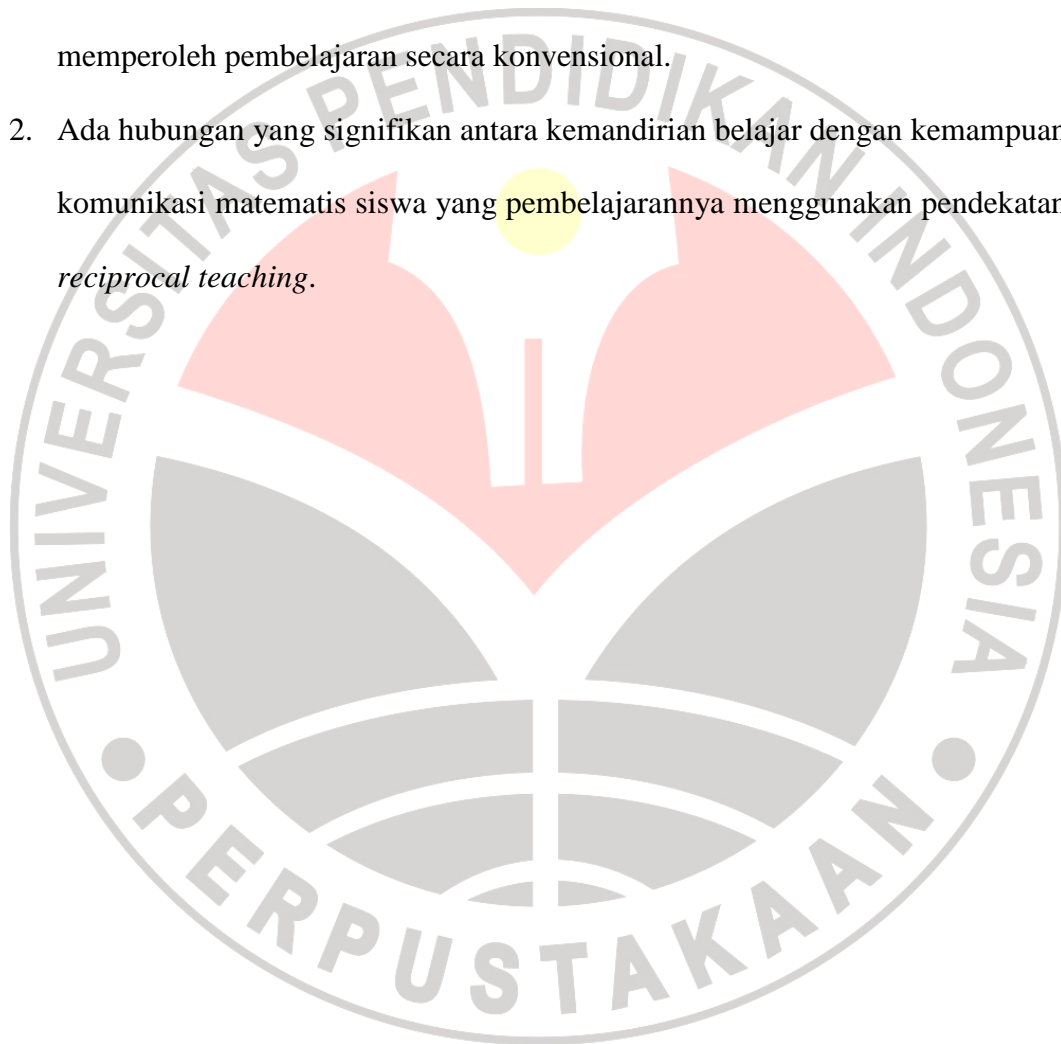 memperoleh pembelajaran secara konvensional.
2. Ada hubungan yang signifikan antara kemandirian belajar dengan kemampuan
komunikasi matematis siswa yang pembelajarannya menggunakan pendekatan
reciprocal teaching.
UNIVERSITAS PENDIDIKAN INDONESIA
PERPUSTAKAAN